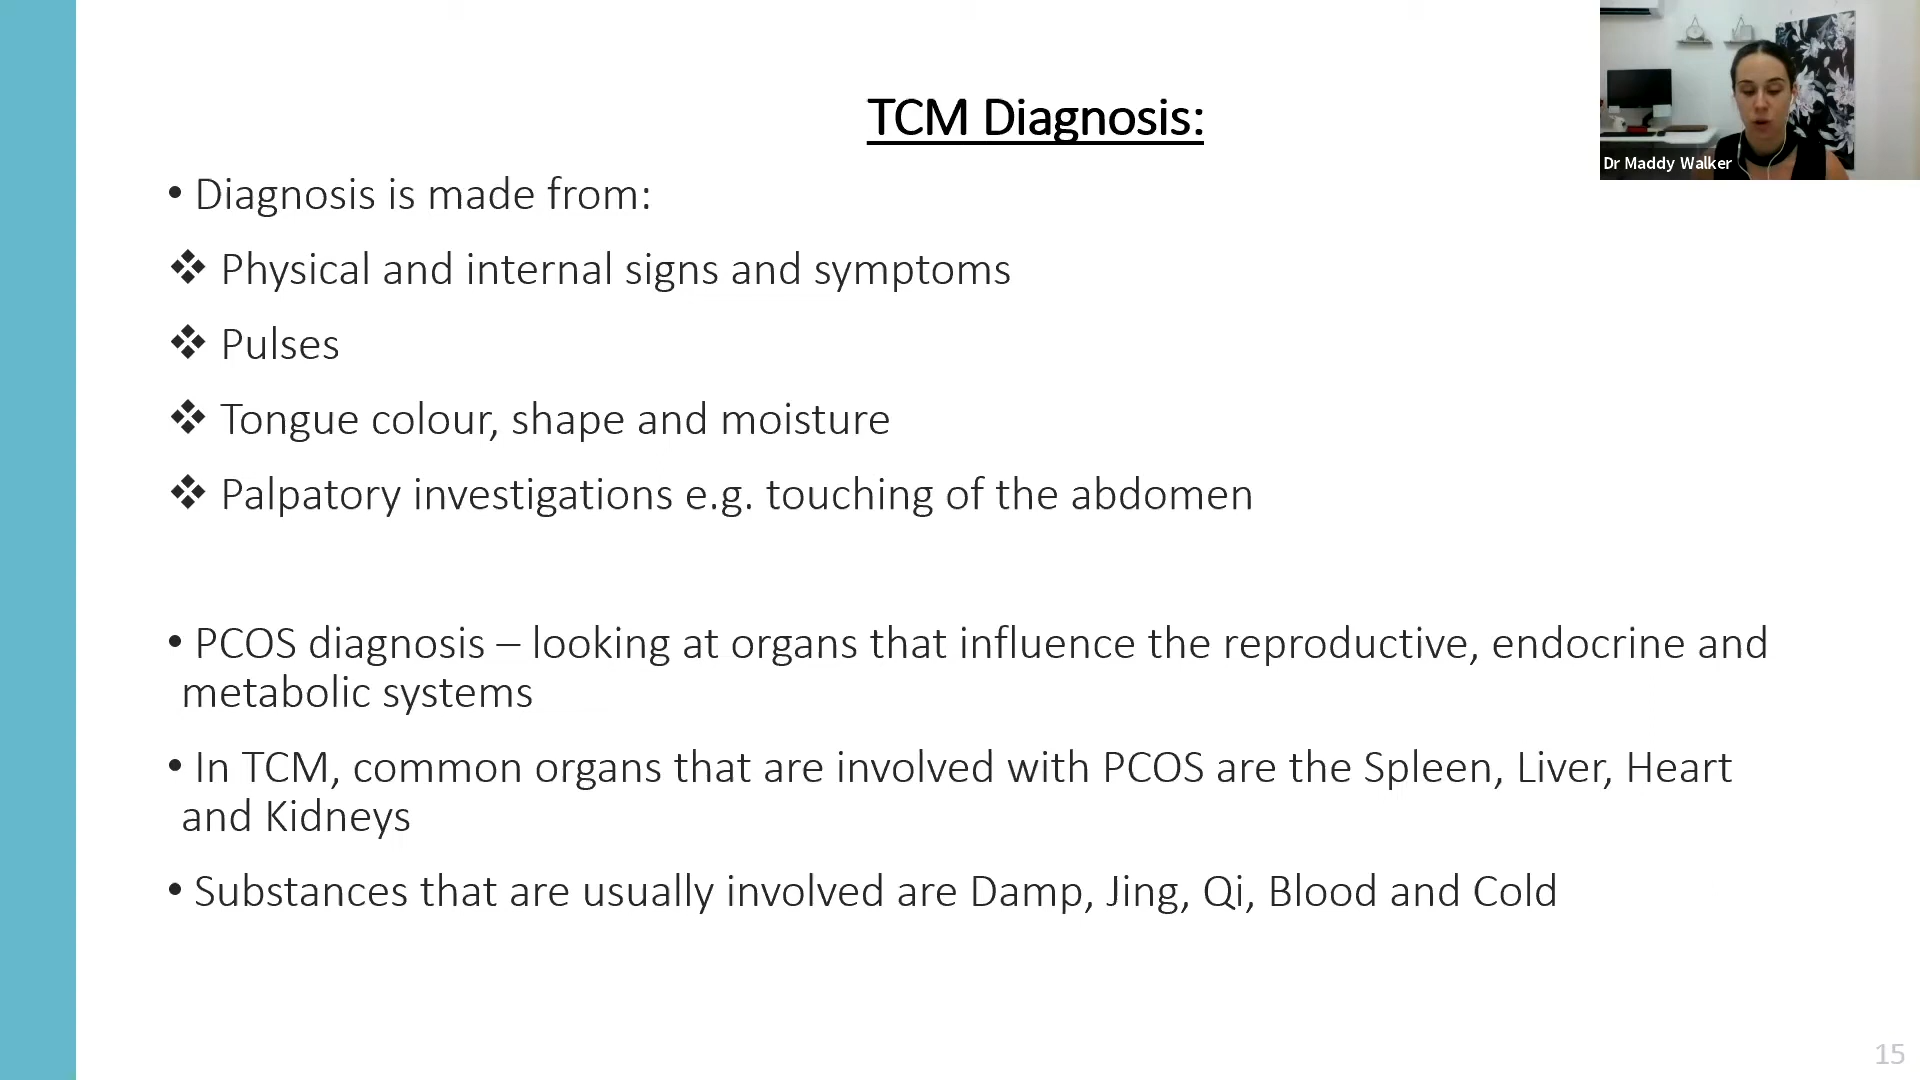 TCM Diagnosis:
• Diagnosis is made from:
❖ Physical and internal signs and symptoms
❖ Pulses
❖ Tongue colour, shape and moisture
❖ Palpatory investigations e.g. touching of the abdomen
• PCOS diagnosis – looking at organs that influence the reproductive, endocrine and
metabolic systems
• In TCM, common organs that are involved with PCOS are the Spleen, Liver, Heart
and Kidneys
• Substances that are usually involved are Damp, Jing, Qi, Blood and Cold
Dr Maddy Walker
15